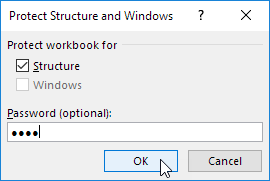 Protect Structure and Windows ? ×
Protect workbook for
Structure
Windows
Password (optional):
••••
OK Cancel